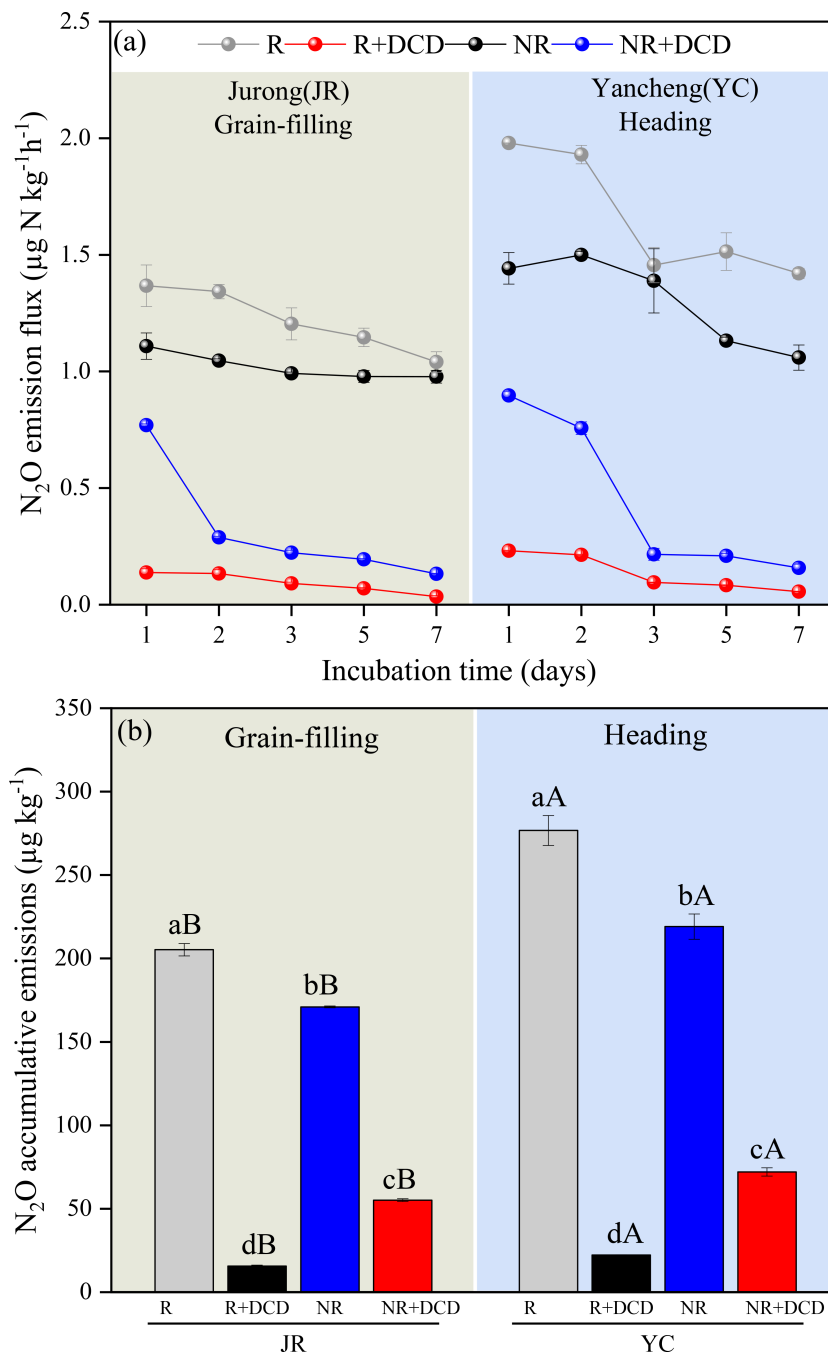 (a) R R+DCD NR NR+DCD
Jurong(JR)
Grain-filling
Yancheng(YC)
Heading
N₂O emission flux (µg N kg⁻¹h⁻¹)
2.5
2.0
1.5
1.0
0.5
0.0
1 2 3 5 7 1 2 3 5 7
Incubation time (days)
(b)
Grain-filling
Heading
N₂O accumulative emissions (µg kg⁻¹)
350
300
250
200
150
100
50
0
aB
dB
bB
cB
aA
dA
bA
cA
R R+DCD NR NR+DCD R R+DCD NR NR+DCD
JR YC